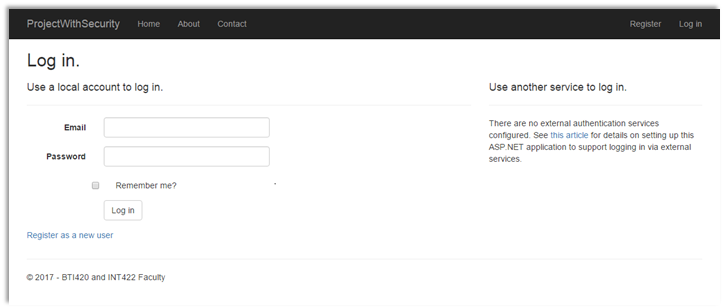 ProjectWithSecurity Home About Contact Register Log in
Log in.
Use a local account to log in.
Email
Password
Remember me?
Log in
Register as a new user
Use another service to log in.
There are no external authentication services
configured. See this article for details on setting up this
ASP.NET application to support logging in via external
services.
© 2017 - BTI420 and INT422 Faculty